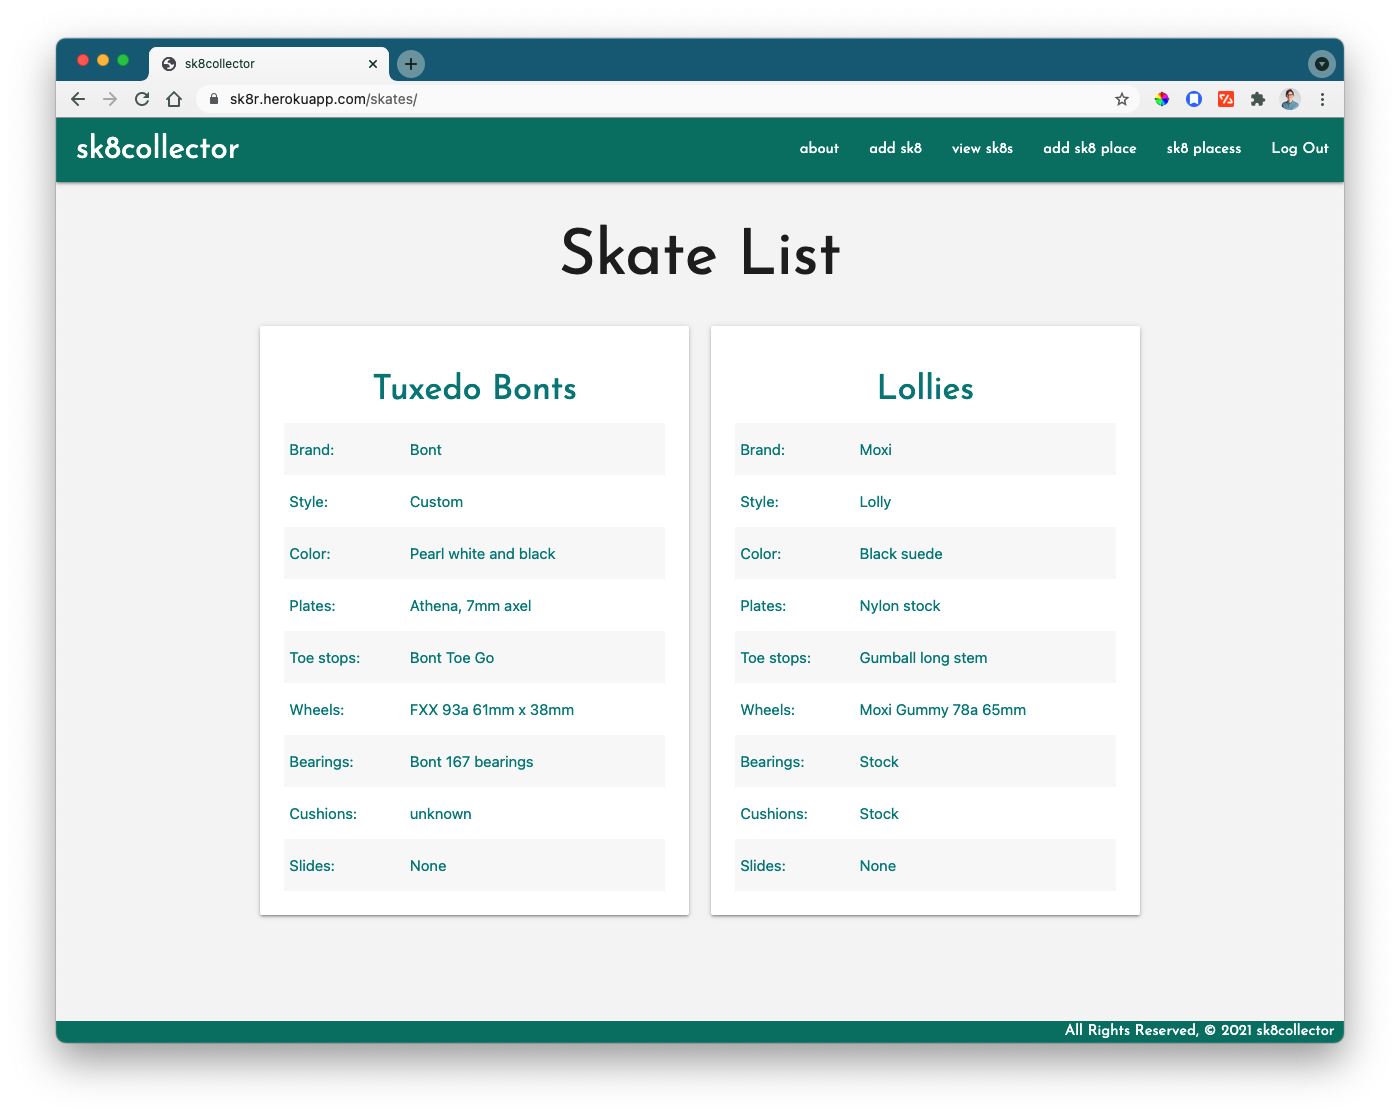 sk8collector
sk8r.herokuapp.com/skates/
sk8collector
about add sk8 view sk8s add sk8 place sk8 placess Log Out
Skate List
Tuxedo Bonts
Brand: Bont
Style: Custom
Color: Pearl white and black
Plates: Athena, 7mm axel
Toe stops: Bont Toe Go
Wheels: FXX 93a 61mm x 38mm
Bearings: Bont 167 bearings
Cushions: unknown
Slides: None
Lollies
Brand: Moxi
Style: Lolly
Color: Black suede
Plates: Nylon stock
Toe stops: Gumball long stem
Wheels: Moxi Gummy 78a 65mm
Bearings: Stock
Cushions: Stock
Slides: None
All Rights Reserved, © 2021 sk8collector